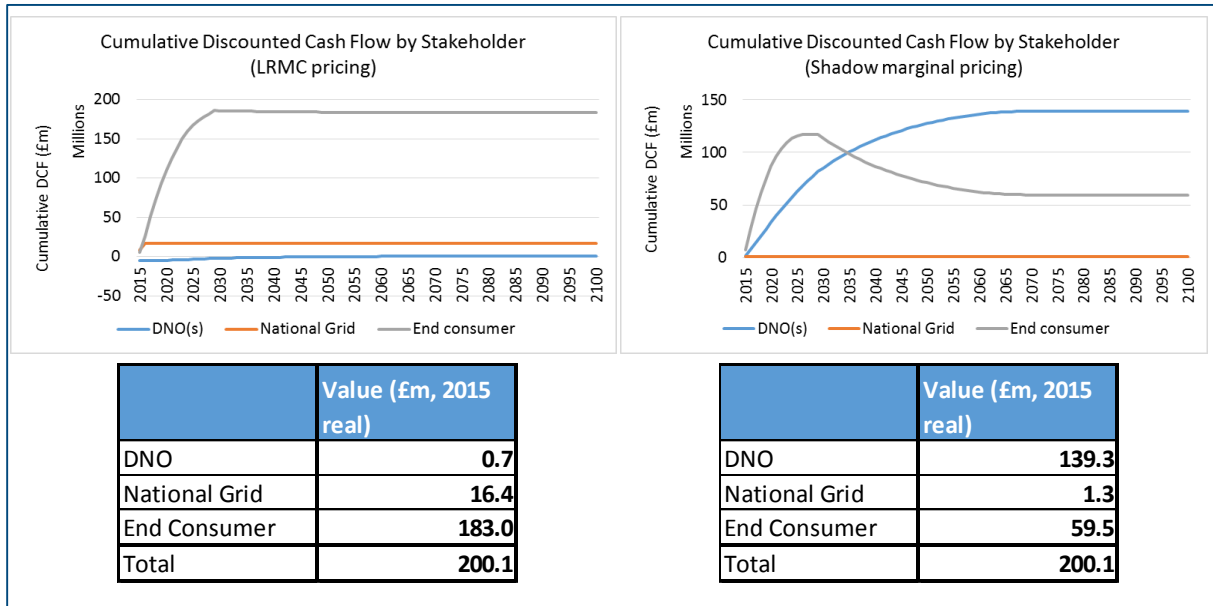 Cumulative Discounted Cash Flow by Stakeholder
(LRMC pricing)
Cumulative DCF (£m)
Millions
200
150
100
50
0
-50
2015
2020
2025
2030
2035
2040
2045
2050
2055
2060
2065
2070
2075
2080
2085
2090
2095
2100
DNO(s) National Grid End consumer
Cumulative Discounted Cash Flow by Stakeholder
(Shadow marginal pricing)
Cumulative DCF (£m)
Millions
150
100
50
0
2015
2020
2025
2030
2035
2040
2045
2050
2055
2060
2065
2070
2075
2080
2085
2090
2095
2100
DNO(s) National Grid End consumer
Value (£m, 2015
real)
DNO 0.7
National Grid 16.4
End Consumer 183.0
Total 200.1
Value (£m, 2015
real)
DNO 139.3
National Grid 1.3
End Consumer 59.5
Total 200.1